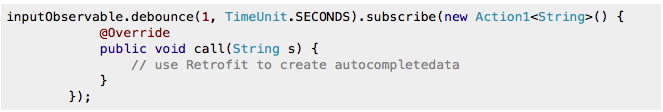 inputObservable.debounce(1, TimeUnit.SECONDS).subscribe(new Action1<String>() {
            @Override
            public void call(String s) {
                // use Retrofit to create autocompletedata
            }
        });